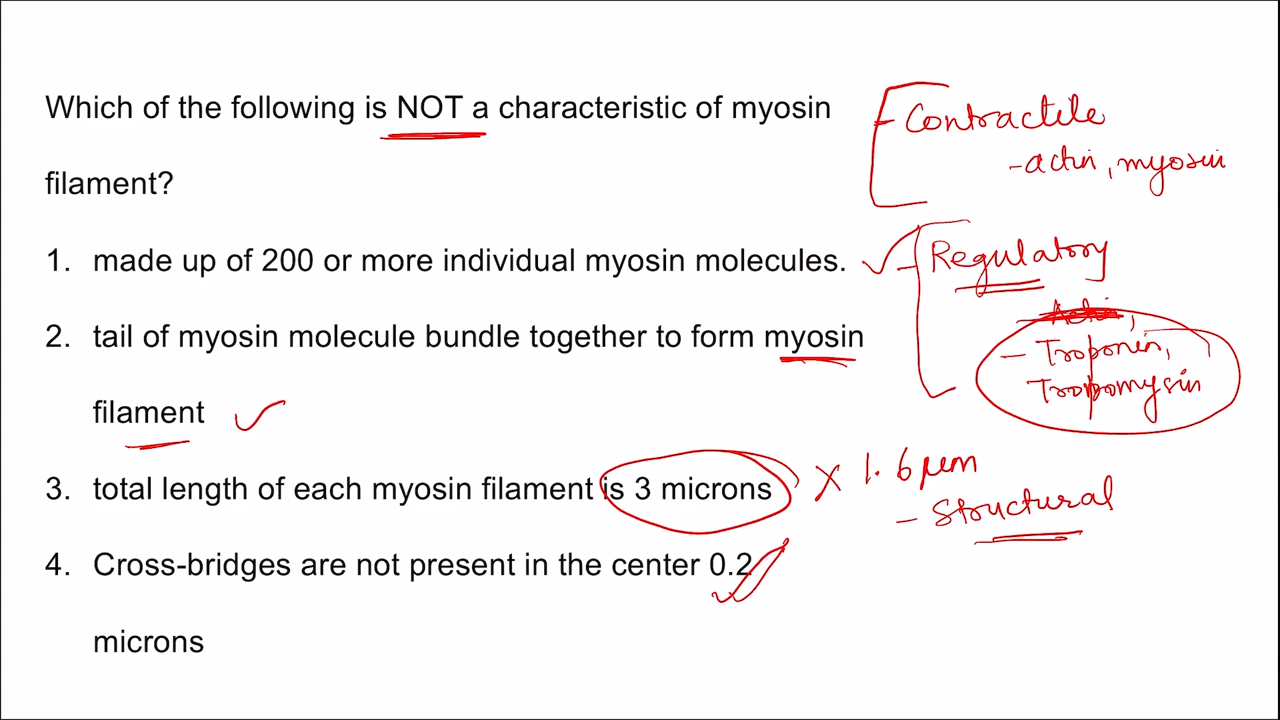 Which of the following is NOT a characteristic of myosin
filament?
1. made up of 200 or more individual myosin molecules.
2. tail of myosin molecule bundle together to form myosin
filament
3. total length of each myosin filament is 3 microns
4. Cross-bridges are not present in the center 0.2
microns
- Contractile
- actin, myosin
- Regulatory
- Troponin,
Tropomysin
X 1.6 μm
- Structural